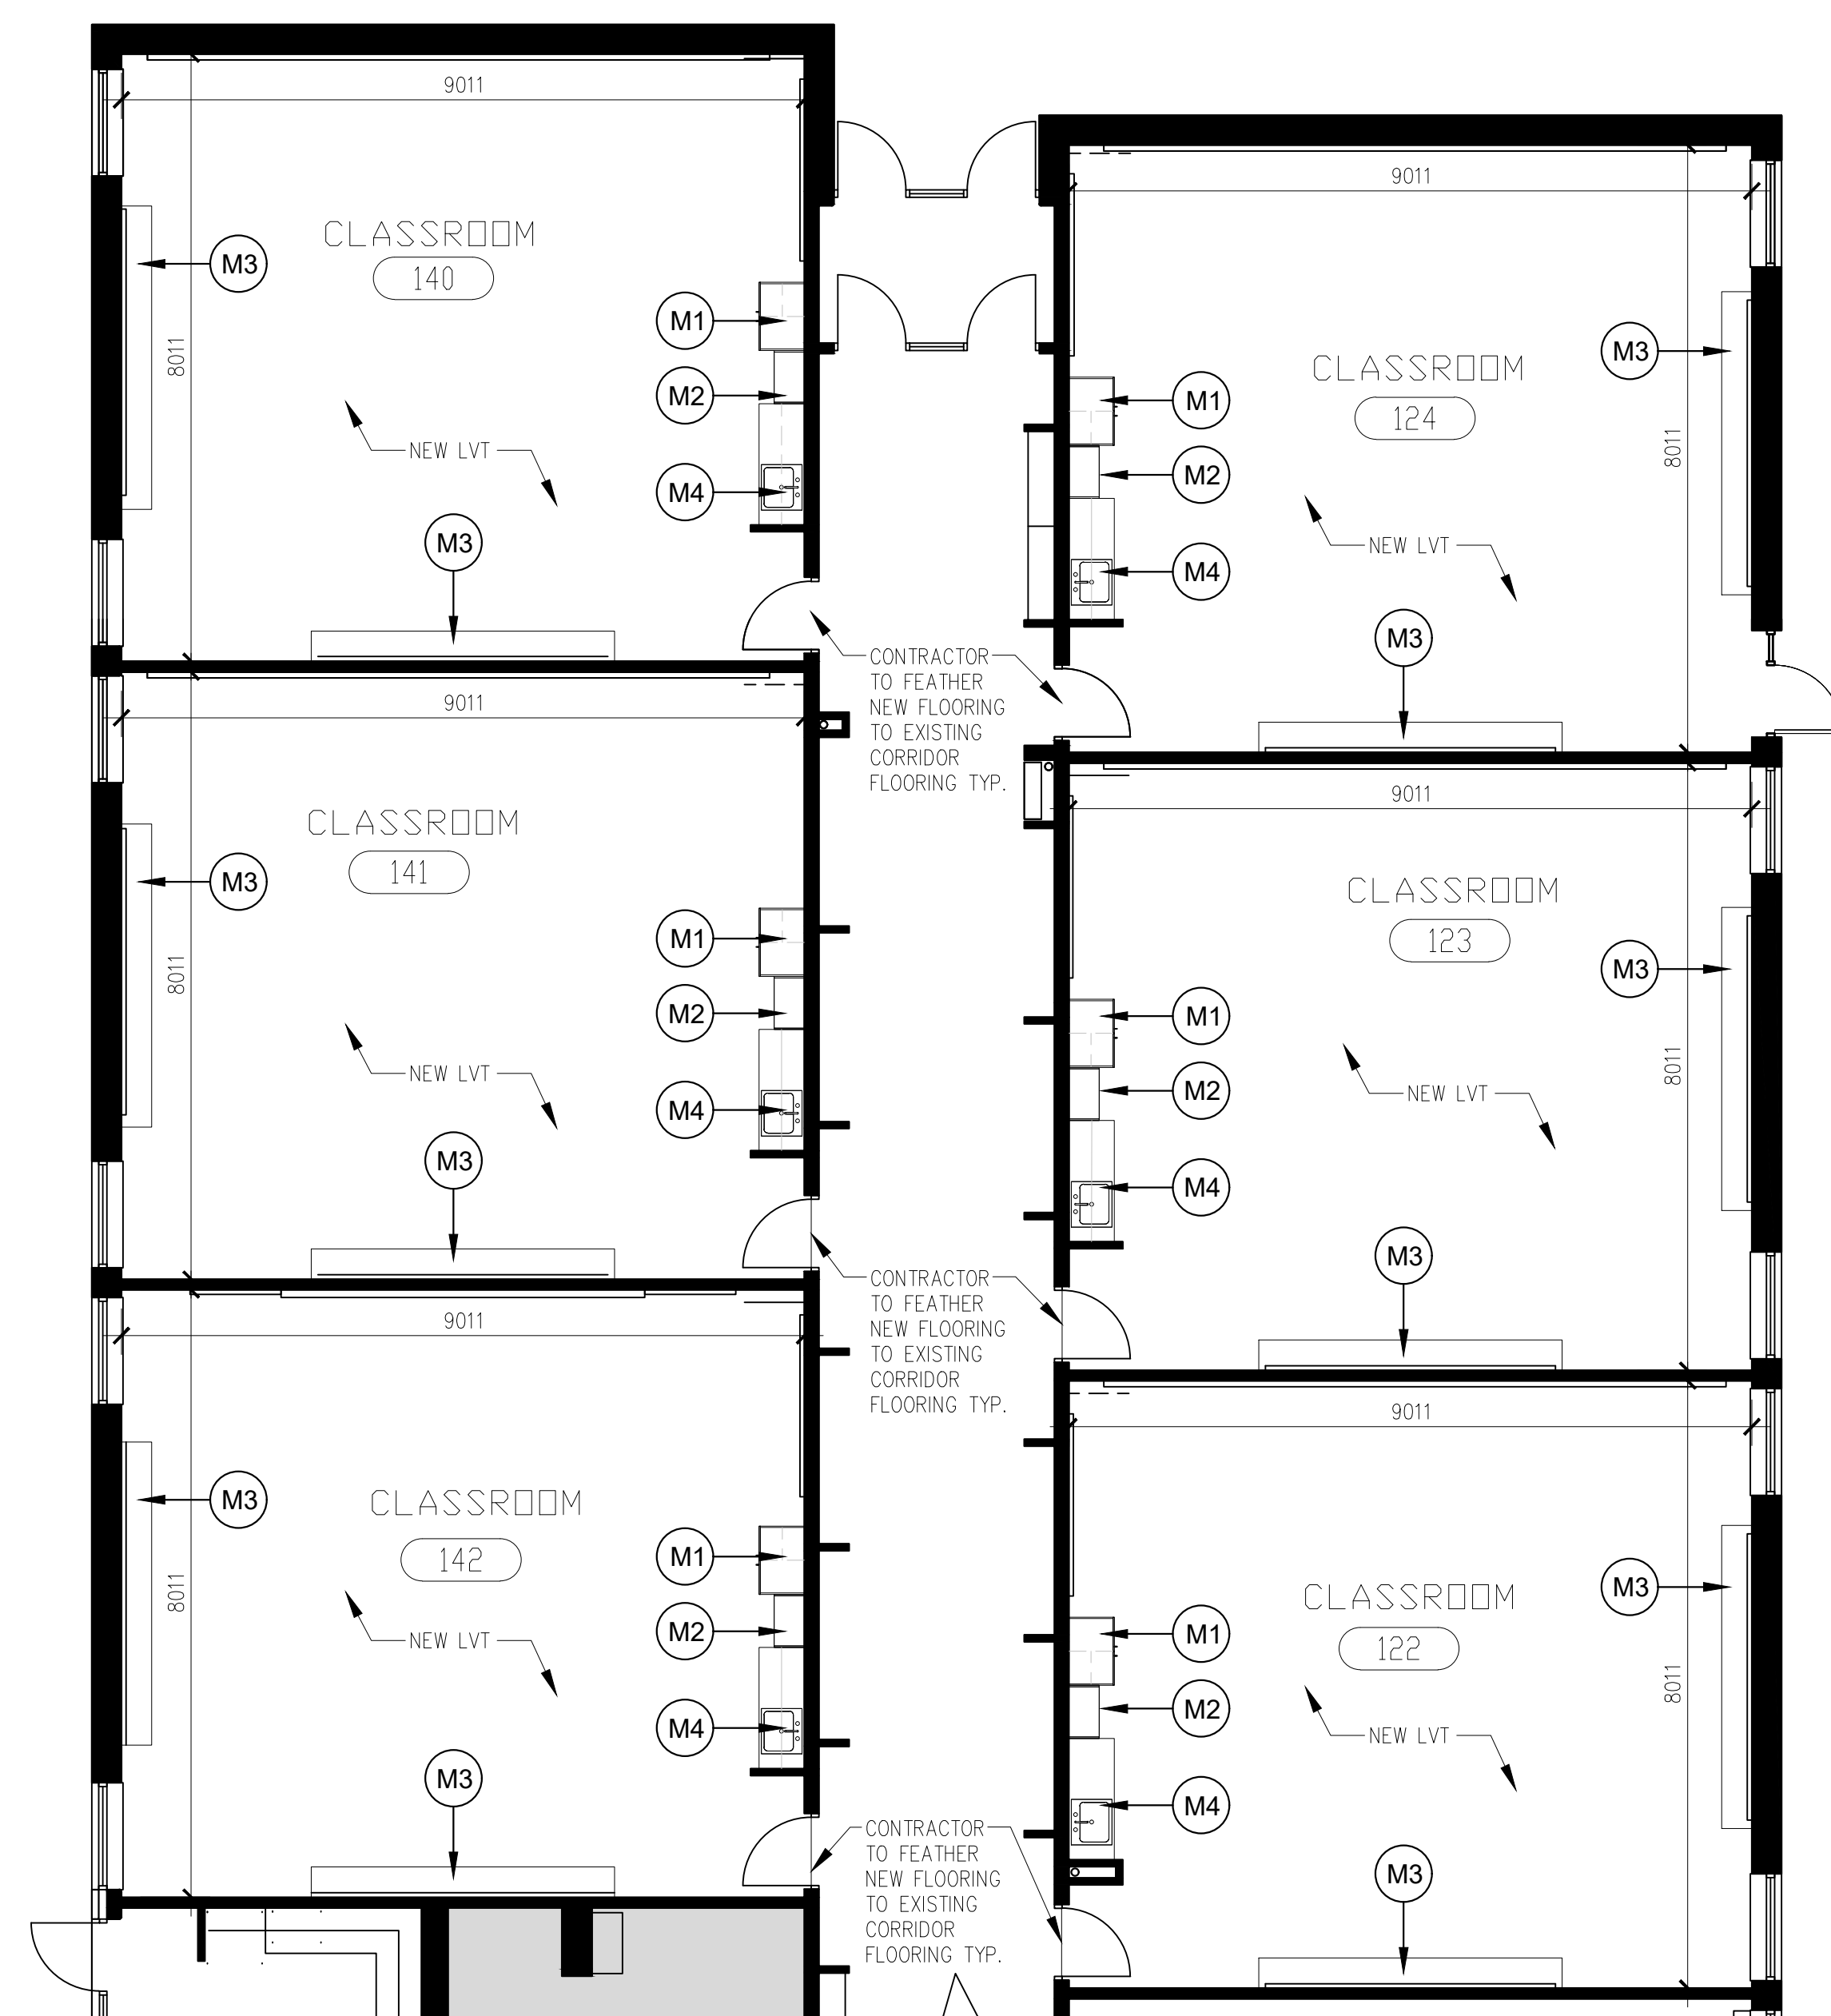 9011
CLASSROOM
140
M3
M1
8011
M2
NEW LVT
M4
M3
9011
CLASSROOM
124
M3
M1
8011
M2
NEW LVT
M4
M3
CONTRACTOR
TO FEATHER
NEW FLOORING
TO EXISTING
CORRIDOR
FLOORING TYP.
9011
CLASSROOM
141
M3
M1
8011
M2
NEW LVT
M4
M3
9011
CLASSROOM
123
M3
M1
8011
M2
NEW LVT
M4
M3
CONTRACTOR
TO FEATHER
NEW FLOORING
TO EXISTING
CORRIDOR
FLOORING TYP.
9011
CLASSROOM
142
M3
M1
8011
M2
NEW LVT
M4
M3
9011
CLASSROOM
122
M3
M1
8011
M2
NEW LVT
M4
M3
CONTRACTOR
TO FEATHER
NEW FLOORING
TO EXISTING
CORRIDOR
FLOORING TYP.